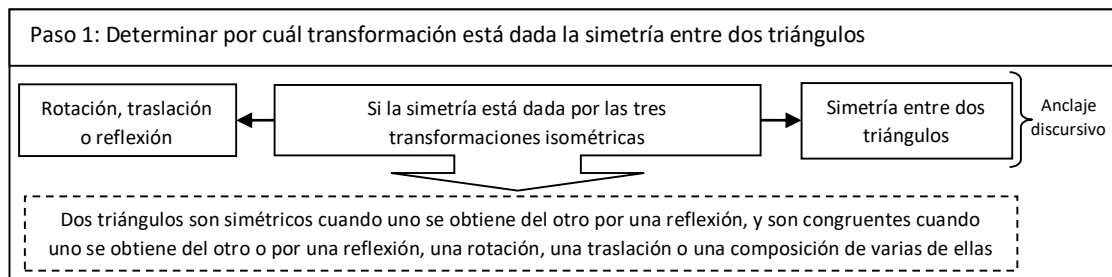 Paso 1: Determinar por cuál transformación está dada la simetría entre dos triángulos
Rotación, traslación
o reflexión
Si la simetría está dada por las tres
transformaciones isométricas
Simetría entre dos
triángulos
Anclaje
discursivo
Dos triángulos son simétricos cuando uno se obtiene del otro por una reflexión, y son congruentes cuando
uno se obtiene del otro o por una reflexión, una rotación, una traslación o una composición de varias de ellas